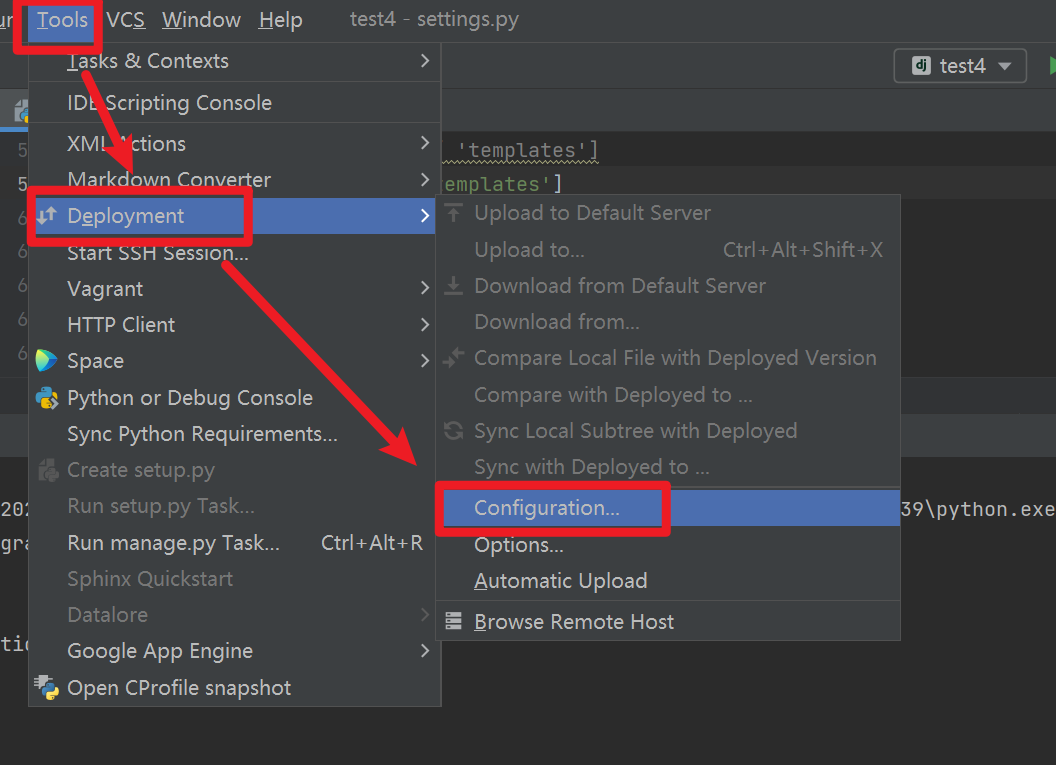 Tools VCS Window Help test4 - settings.py
Tasks & Contexts
test4
IDE Scripting Console
XML Actions
'templates']
Markdown Converter
emplates']
Deployment
Upload to Default Server
Start SSH Session...
Upload to... Ctrl+Alt+Shift+X
Vagrant
Download from Default Server
HTTP Client
Download from...
Space
Compare Local File with Deployed Version
Python or Debug Console
Compare with Deployed to ...
Sync Python Requirements...
Sync Local Subtree with Deployed
Create setup.py
Sync with Deployed to ...
Run setup.py Task...
Configuration...
202
39\python.exe
Run manage.py Task... Ctrl+Alt+R
Options...
gra
Sphinx Quickstart
Automatic Upload
Datalore
Browse Remote Host
tio
Google App Engine
Open CProfile snapshot